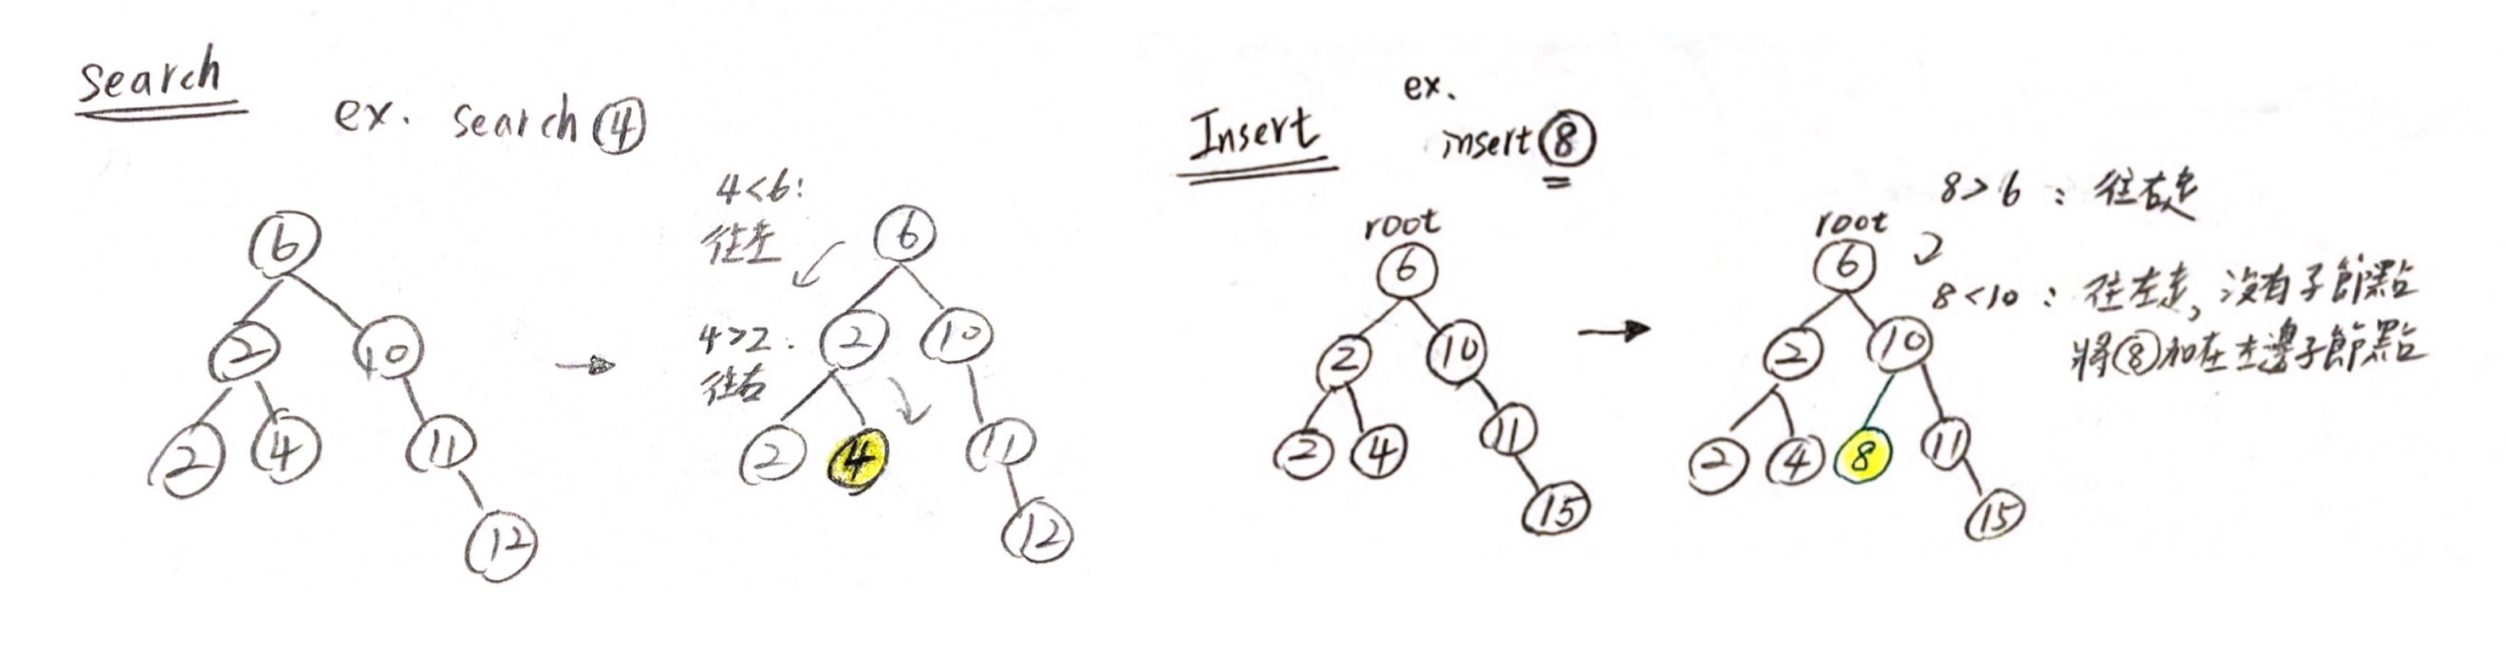 Search
ex. search ④
6
2 10
2 4 11
12
→
4<6:
往左
4>2:
往右
6
2 10
2 4 11
12
Insert
ex.
insert ⑧
root
6
2 10
2 4 11
15
→
8>6：往右走
root
6
8<10：往左走, 沒有子節點
將⑧加在左邊子節點
2 10
2 4 8 11
15